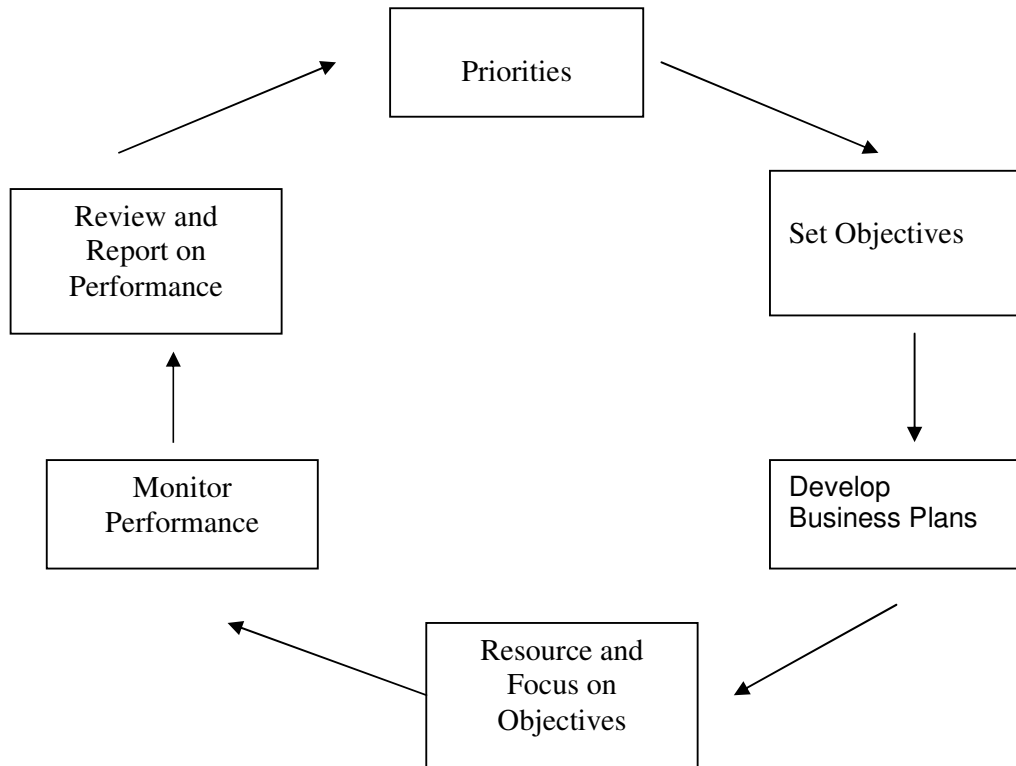 Priorities
Set Objectives
Develop
Business Plans
Resource and
Focus on
Objectives
Monitor
Performance
Review and
Report on
Performance